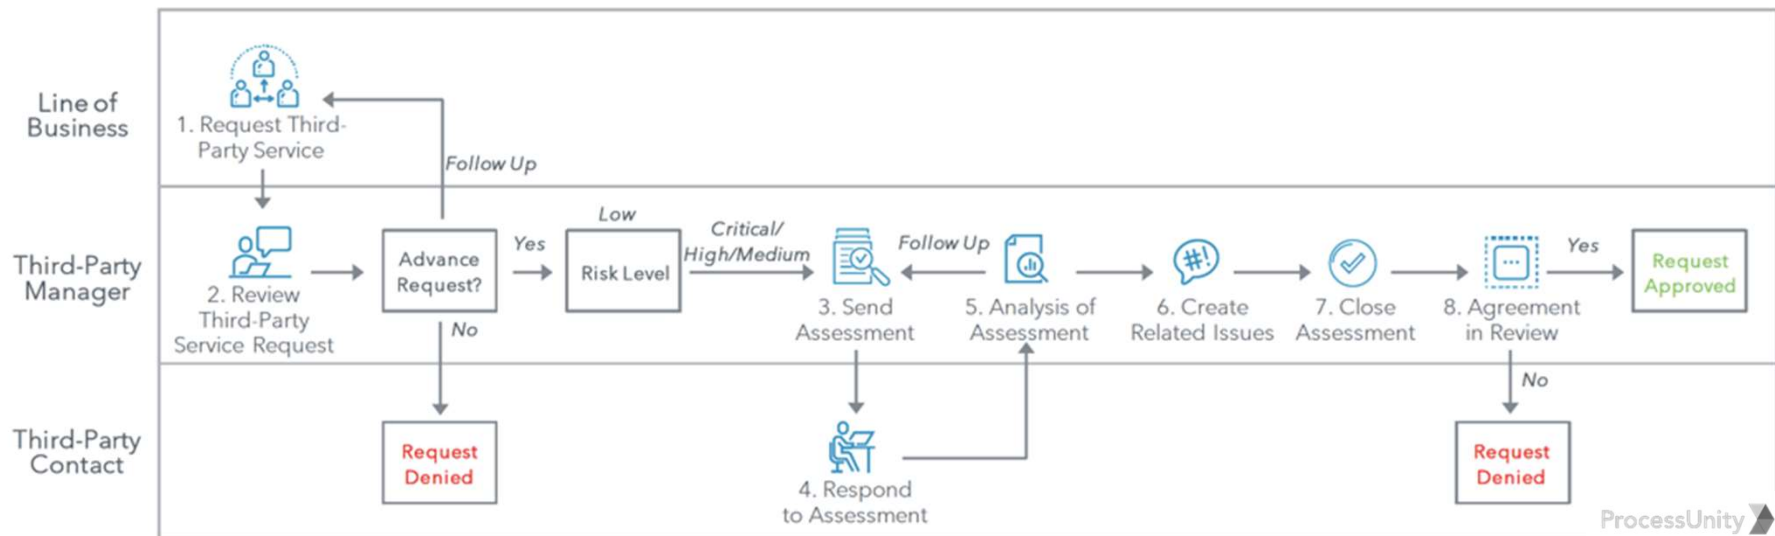 Line of
Business
1. Request Third-
Party Service
Follow Up
Third-Party
Manager
2. Review
Third-Party
Service Request
Advance
Request?
Yes
No
Low
Risk Level
Critical/
High/Medium
3. Send
Assessment
Follow Up
5. Analysis of
Assessment
#!
6. Create
Related Issues
7. Close
Assessment
8. Agreement
in Review
Yes
Request
Approved
No
Third-Party
Contact
Request
Denied
4. Respond
to Assessment
Request
Denied
ProcessUnity